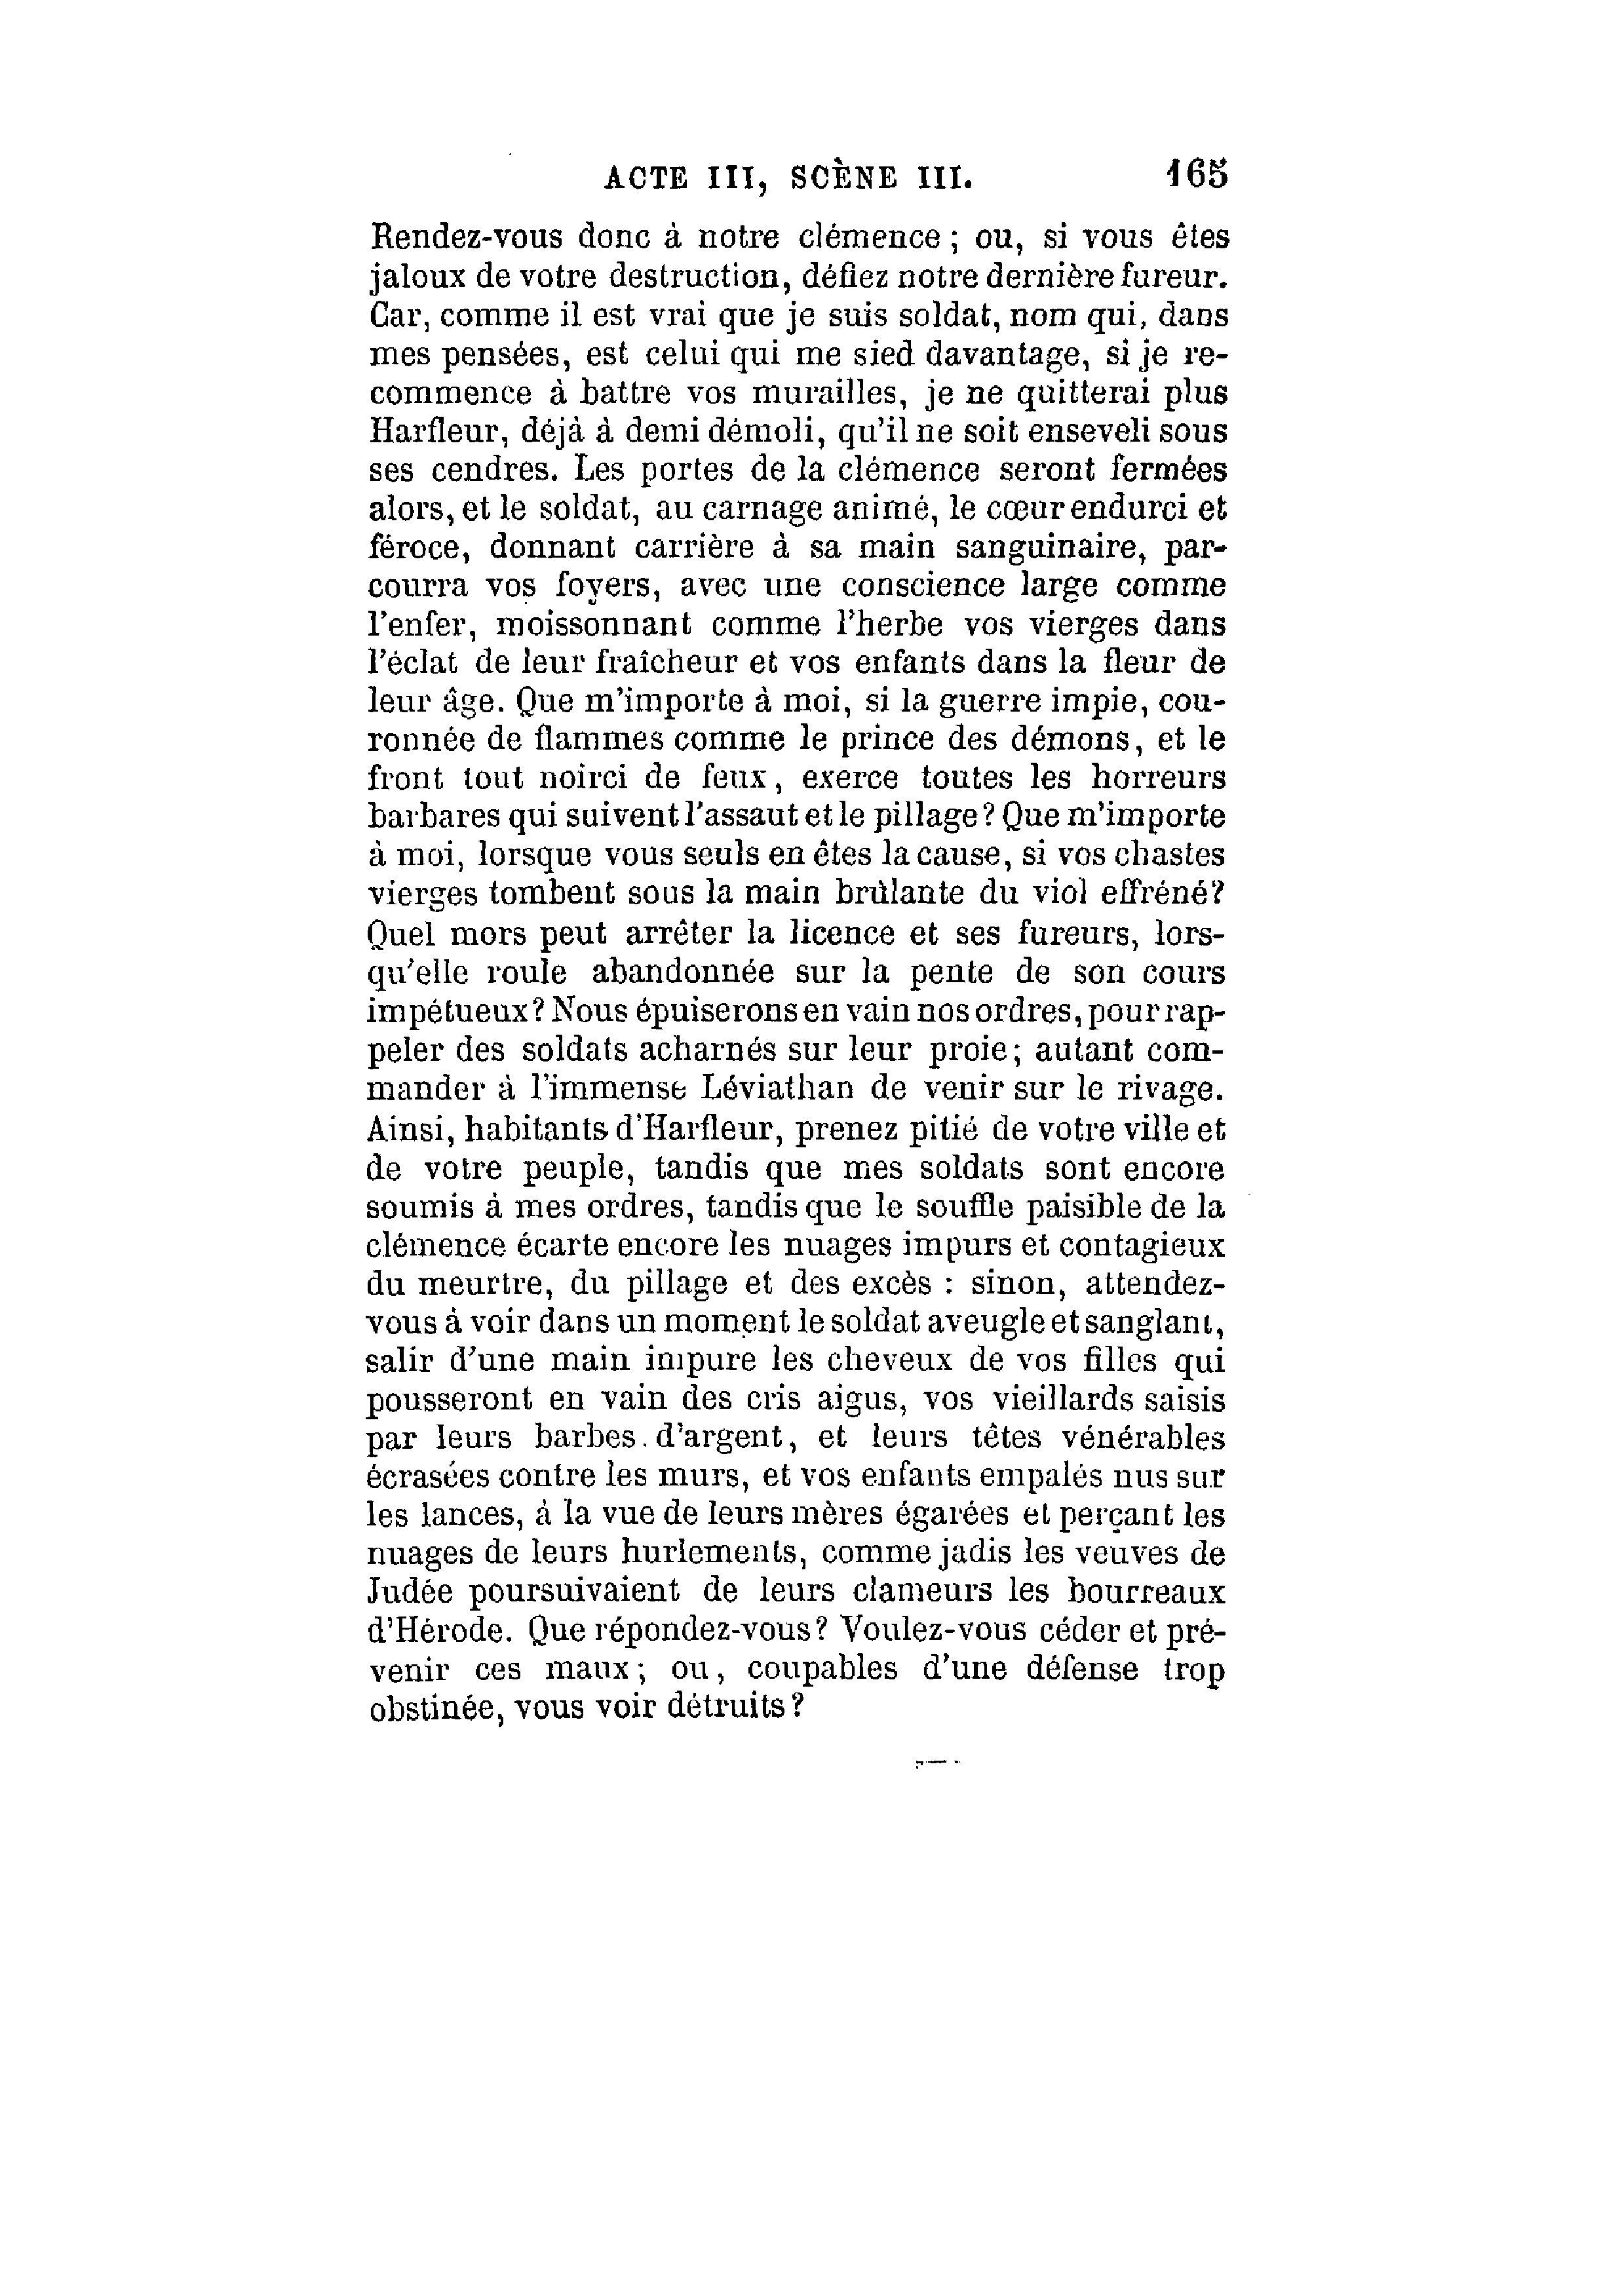 ACTE III, SCÈNE III. 165
Rendez-vous donc à notre clémence ; ou, si vous êtes
jaloux de votre destruction, défiez notre dernière fureur.
Car, comme il est vrai que je suis soldat, nom qui, dans
mes pensées, est celui qui me sied davantage, si je re-
commence à battre vos murailles, je ne quitterai plus
Harfleur, déjà à demi démoli, qu'il ne soit enseveli sous
ses cendres. Les portes de la clémence seront fermées
alors, et le soldat, au carnage animé, le cœur endurci et
féroce, donnant carrière à sa main sanguinaire, par-
courra vos foyers, avec une conscience large comme
l'enfer, moissonnant comme l'herbe vos vierges dans
l'éclat de leur fraîcheur et vos enfants dans la fleur de
leur âge. Que m'importe à moi, si la guerre impie, cou-
ronnée de flammes comme le prince des démons, et le
front tout noirci de feux, exerce toutes les horreurs
barbares qui suivent l'assaut et le pillage ? Que m'importe
à moi, lorsque vous seuls en êtes la cause, si vos chastes
vierges tombent sous la main brûlante du viol effréné ?
Quel mors peut arrêter la licence et ses fureurs, lors-
qu'elle roule abandonnée sur la pente de son cours
impétueux ? Nous épuiserons en vain nos ordres, pour rap-
peler des soldats acharnés sur leur proie ; autant com-
mander à l'immense Léviathan de venir sur le rivage.
Ainsi, habitants d'Harfleur, prenez pitié de votre ville et
de votre peuple, tandis que mes soldats sont encore
soumis à mes ordres, tandis que le souffle paisible de la
clémence écarte encore les nuages impurs et contagieux
du meurtre, du pillage et des excès : sinon, attendez-
vous à voir dans un moment le soldat aveugle et sanglant,
salir d'une main impure les cheveux de vos filles qui
pousseront en vain des cris aigus, vos vieillards saisis
par leurs barbes d'argent, et leurs têtes vénérables
écrasées contre les murs, et vos enfants empalés nus sur
les lances, à la vue de leurs mères égarées et perçant les
nuages de leurs hurlements, comme jadis les veuves de
Judée poursuivaient de leurs clameurs les bourreaux
d'Hérode. Que répondez-vous ? Voulez-vous céder et pré-
venir ces maux ; ou, coupables d'une défense trop
obstinée, vous voir détruits ?